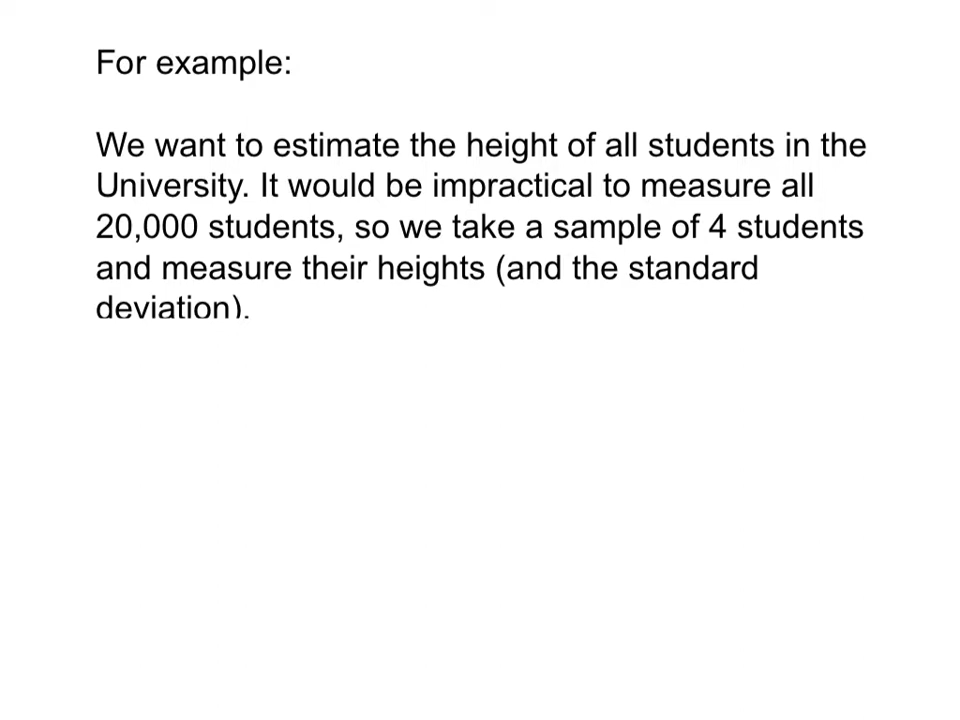 For example:
We want to estimate the height of all students in the
University. It would be impractical to measure all
20,000 students, so we take a sample of 4 students
and measure their heights (and the standard
deviation).